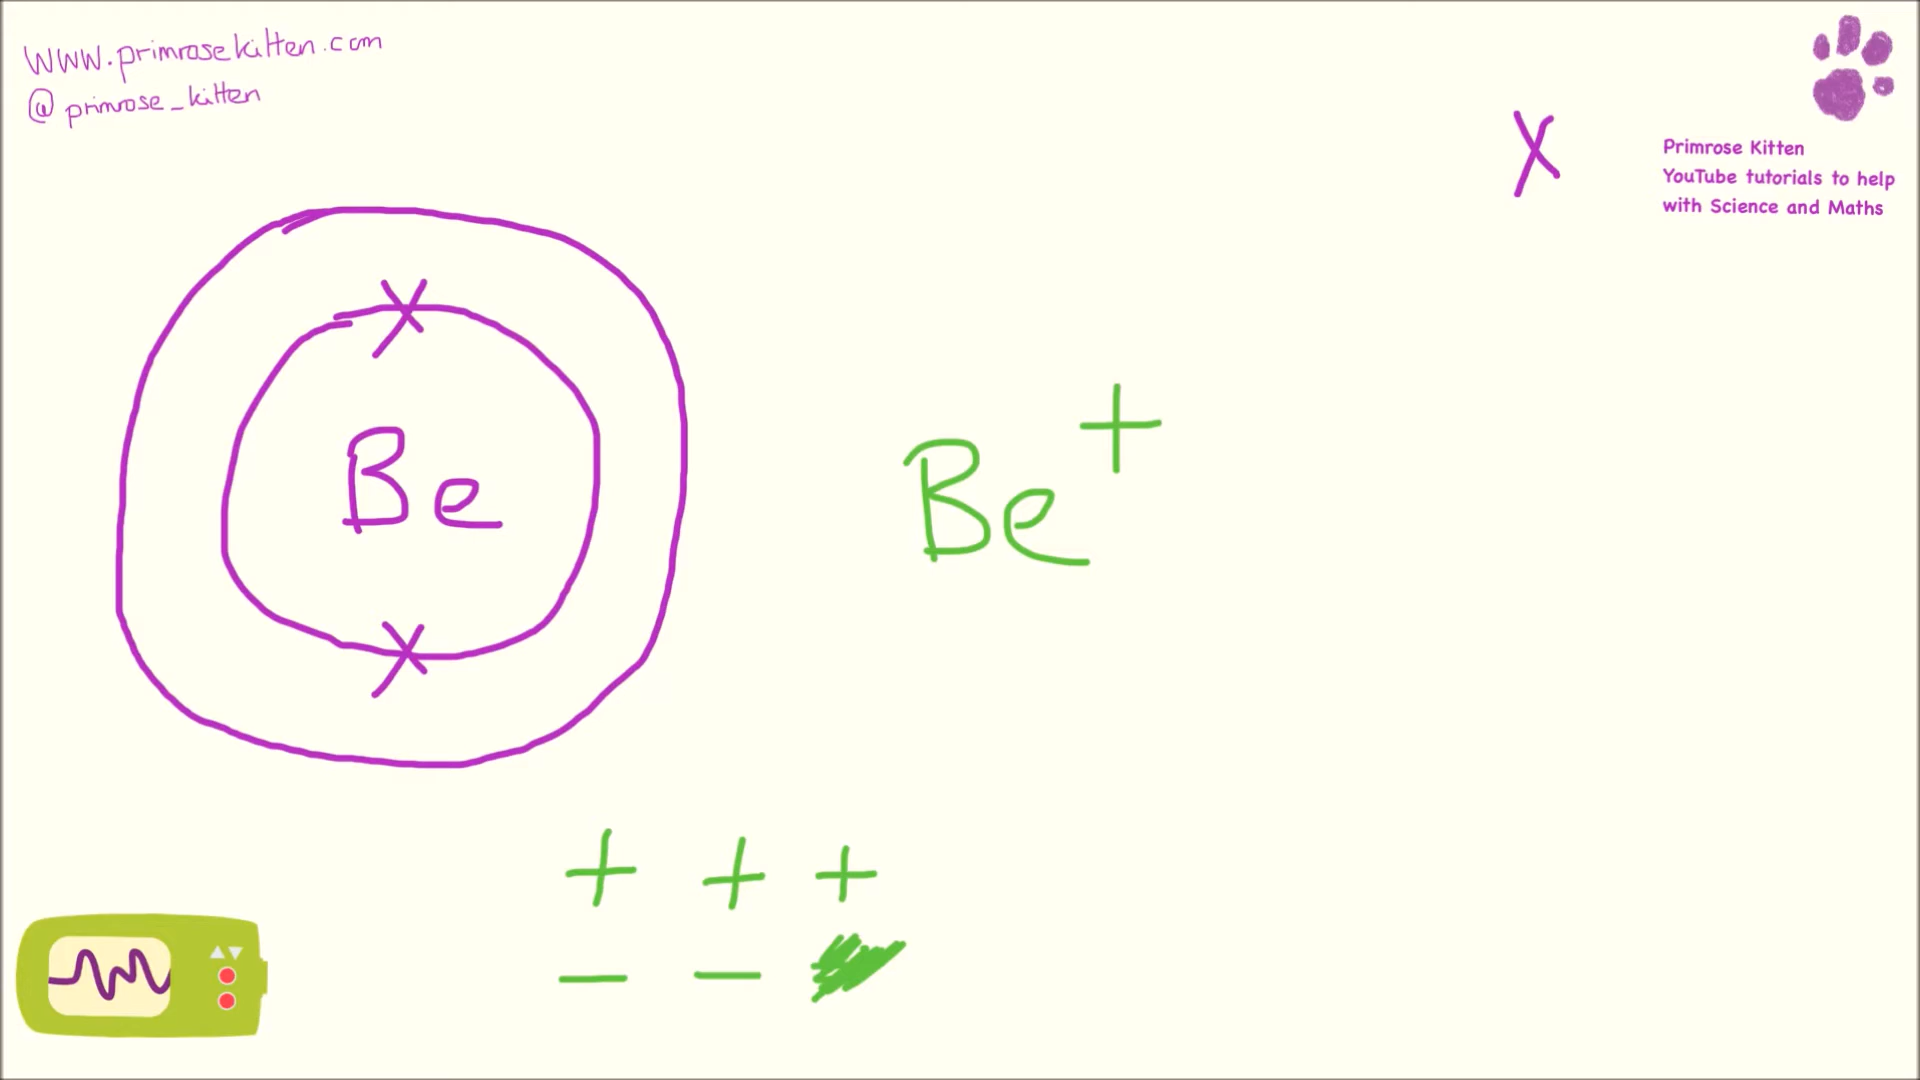 www.primrosekitten.com
@primrose_kitten
X
Primrose Kitten
YouTube tutorials to help
with Science and Maths
X
Be
X
Be+
+ + +
− −